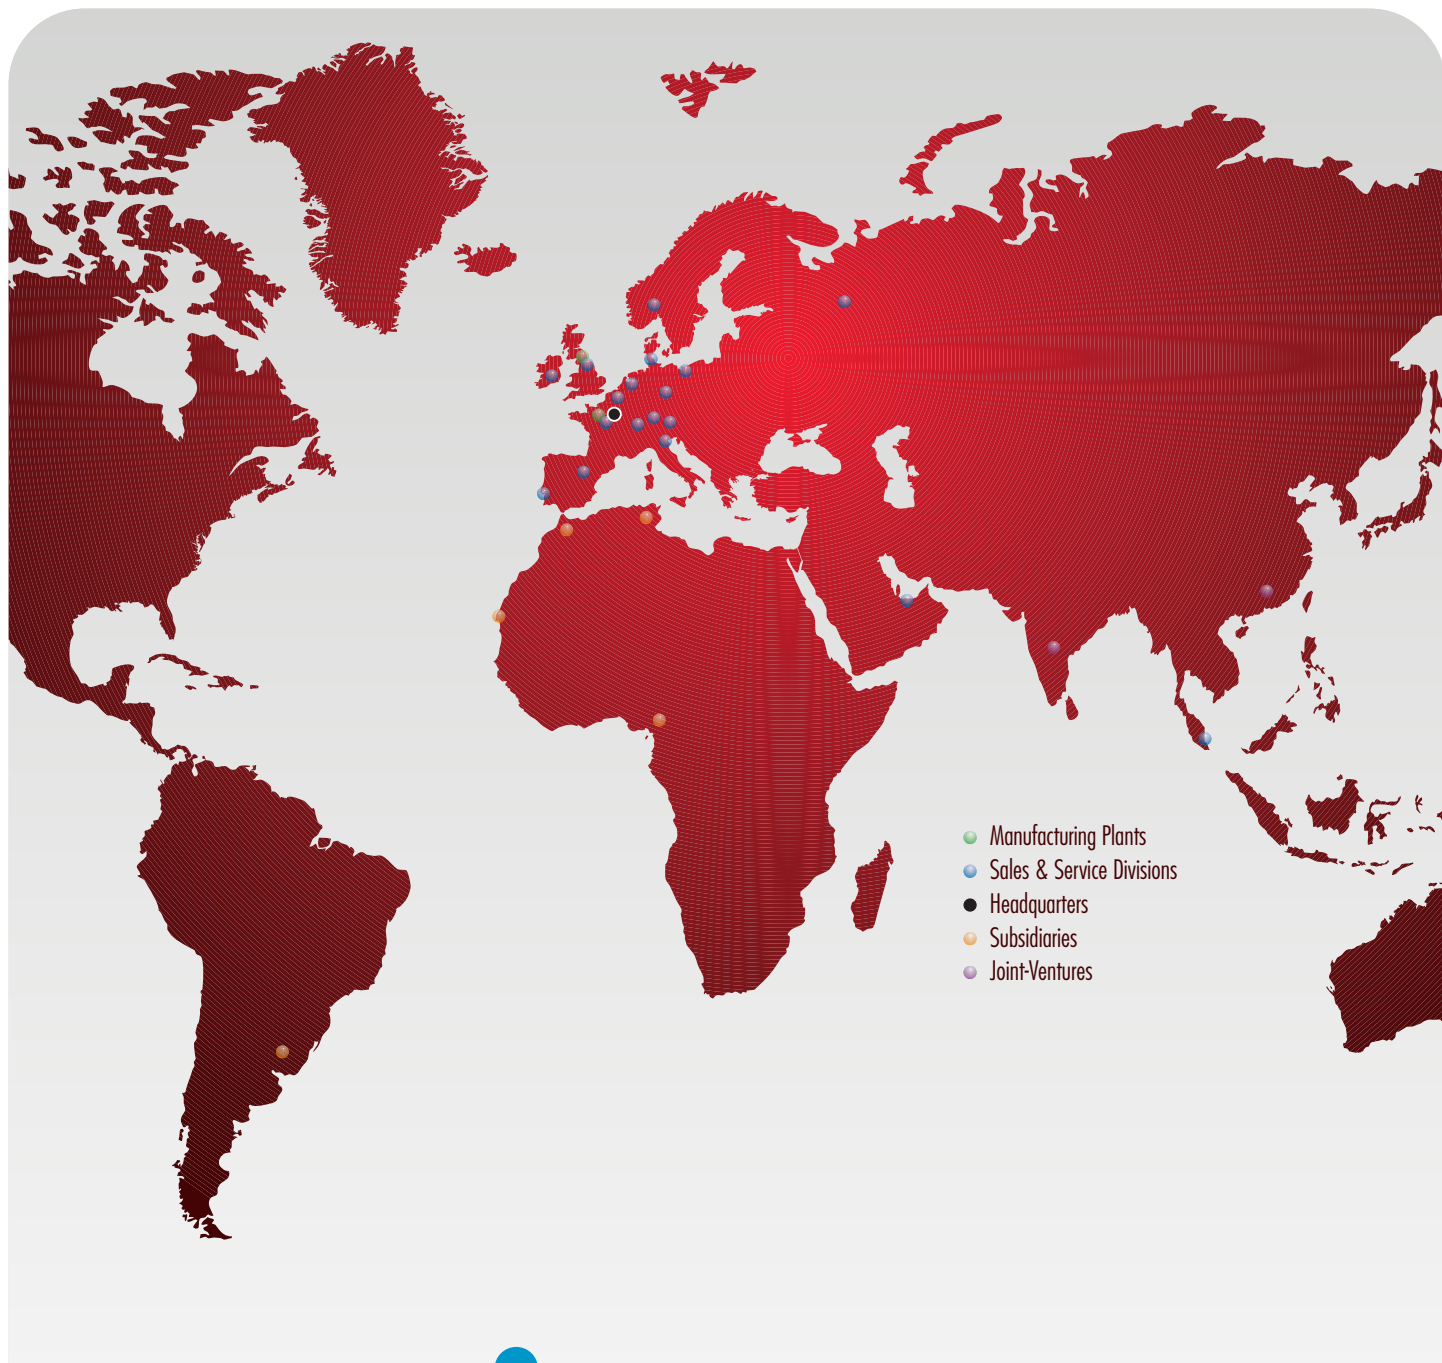 Manufacturing Plants
Sales & Service Divisions
Headquarters
Subsidiaries
Joint-Ventures